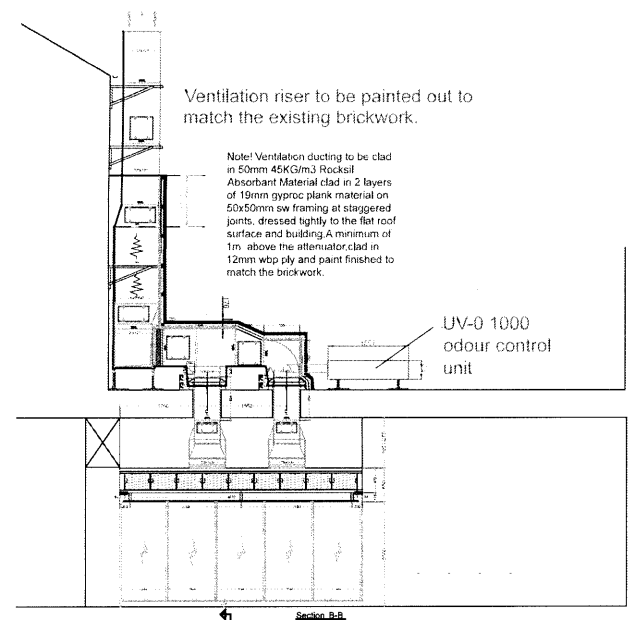 Ventilation riser to be painted out to
match the existing brickwork.
Note! Ventilation ducting to be clad
in 50mm 45KG/m3 Rocksil
Absorbant Material clad in 2 layers
of 19mm gyproc plank material on
50x50mm sw framing at staggered
joints, dressed tightly to the flat roof
surface and building,A minimum of
1m above the attenuator,clad in
12mm wbp ply and paint finished to
match the brickwork.
UV-0 1000
odour control
unit
Section B-B